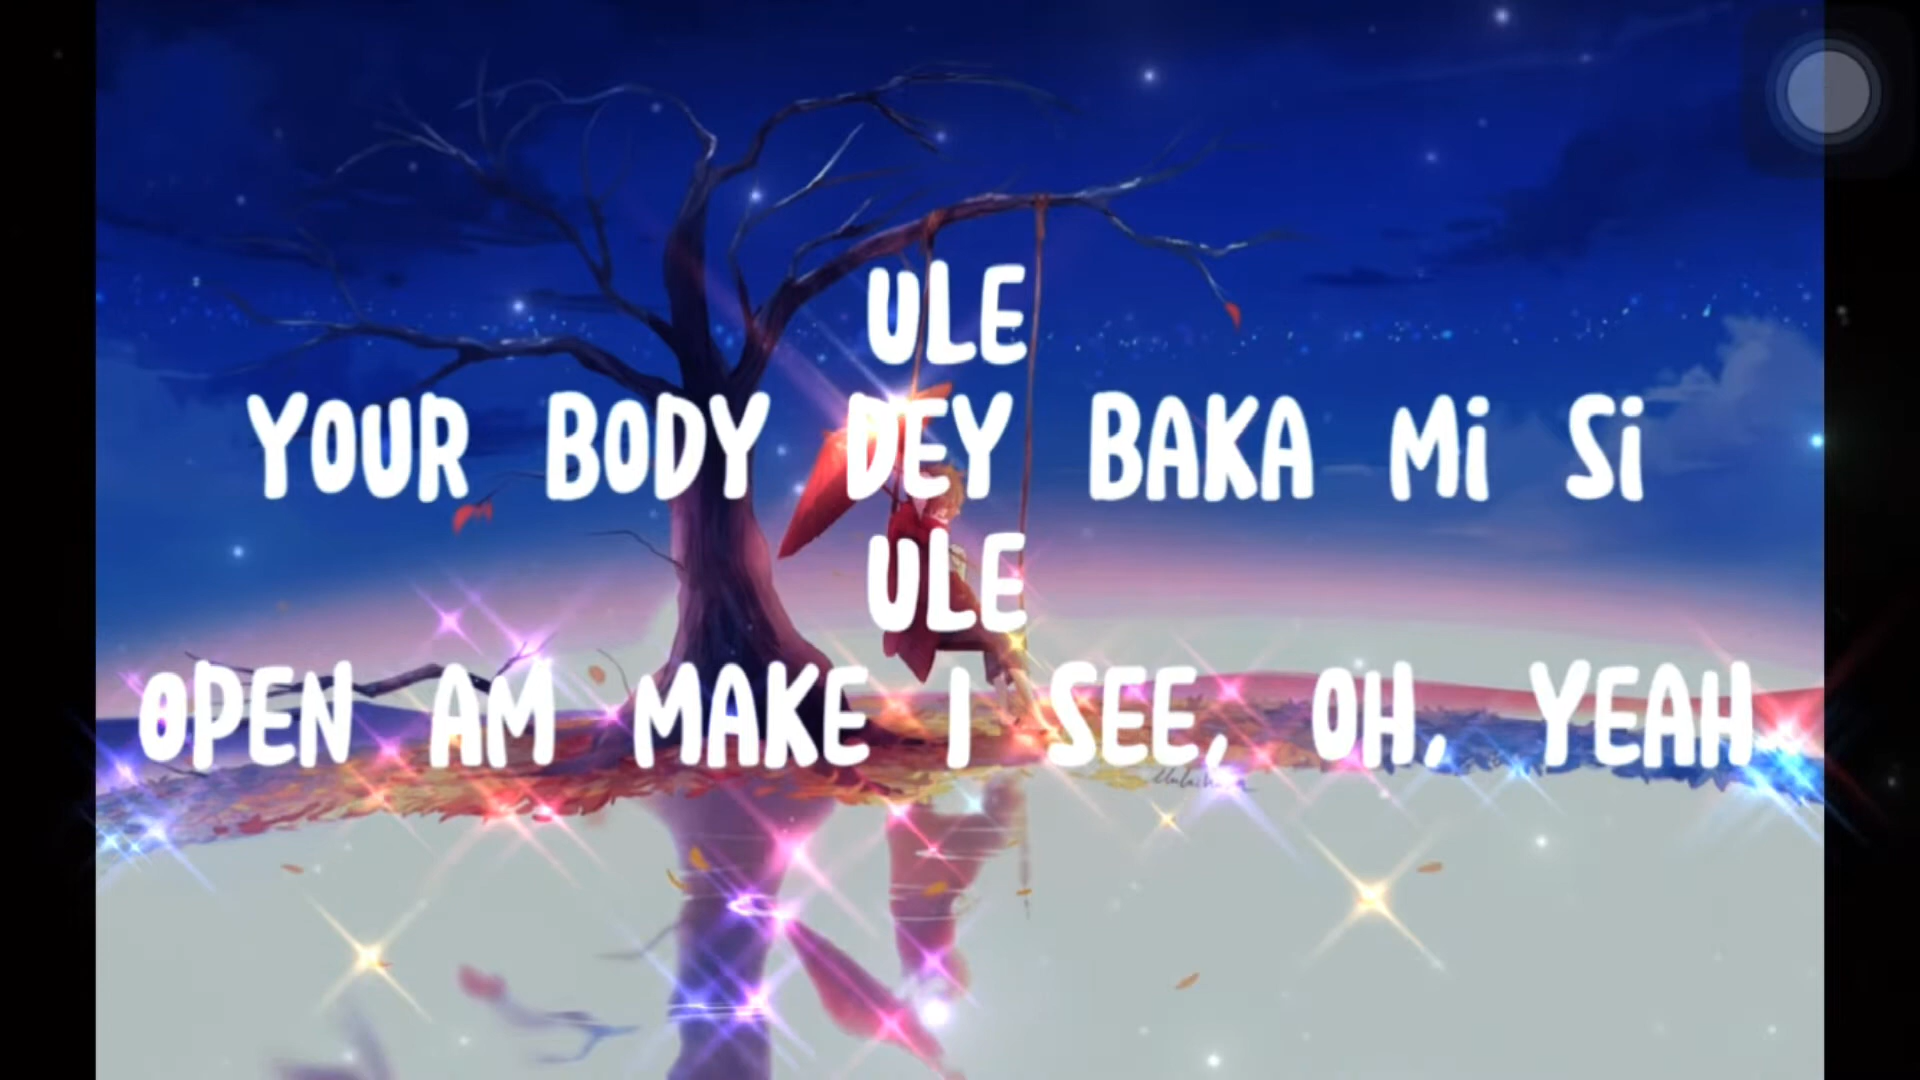 ULE
YOUR BODY DEY BAKA Mi Si
ULE
OPEN AM MAKE I SEE, OH, YEAH